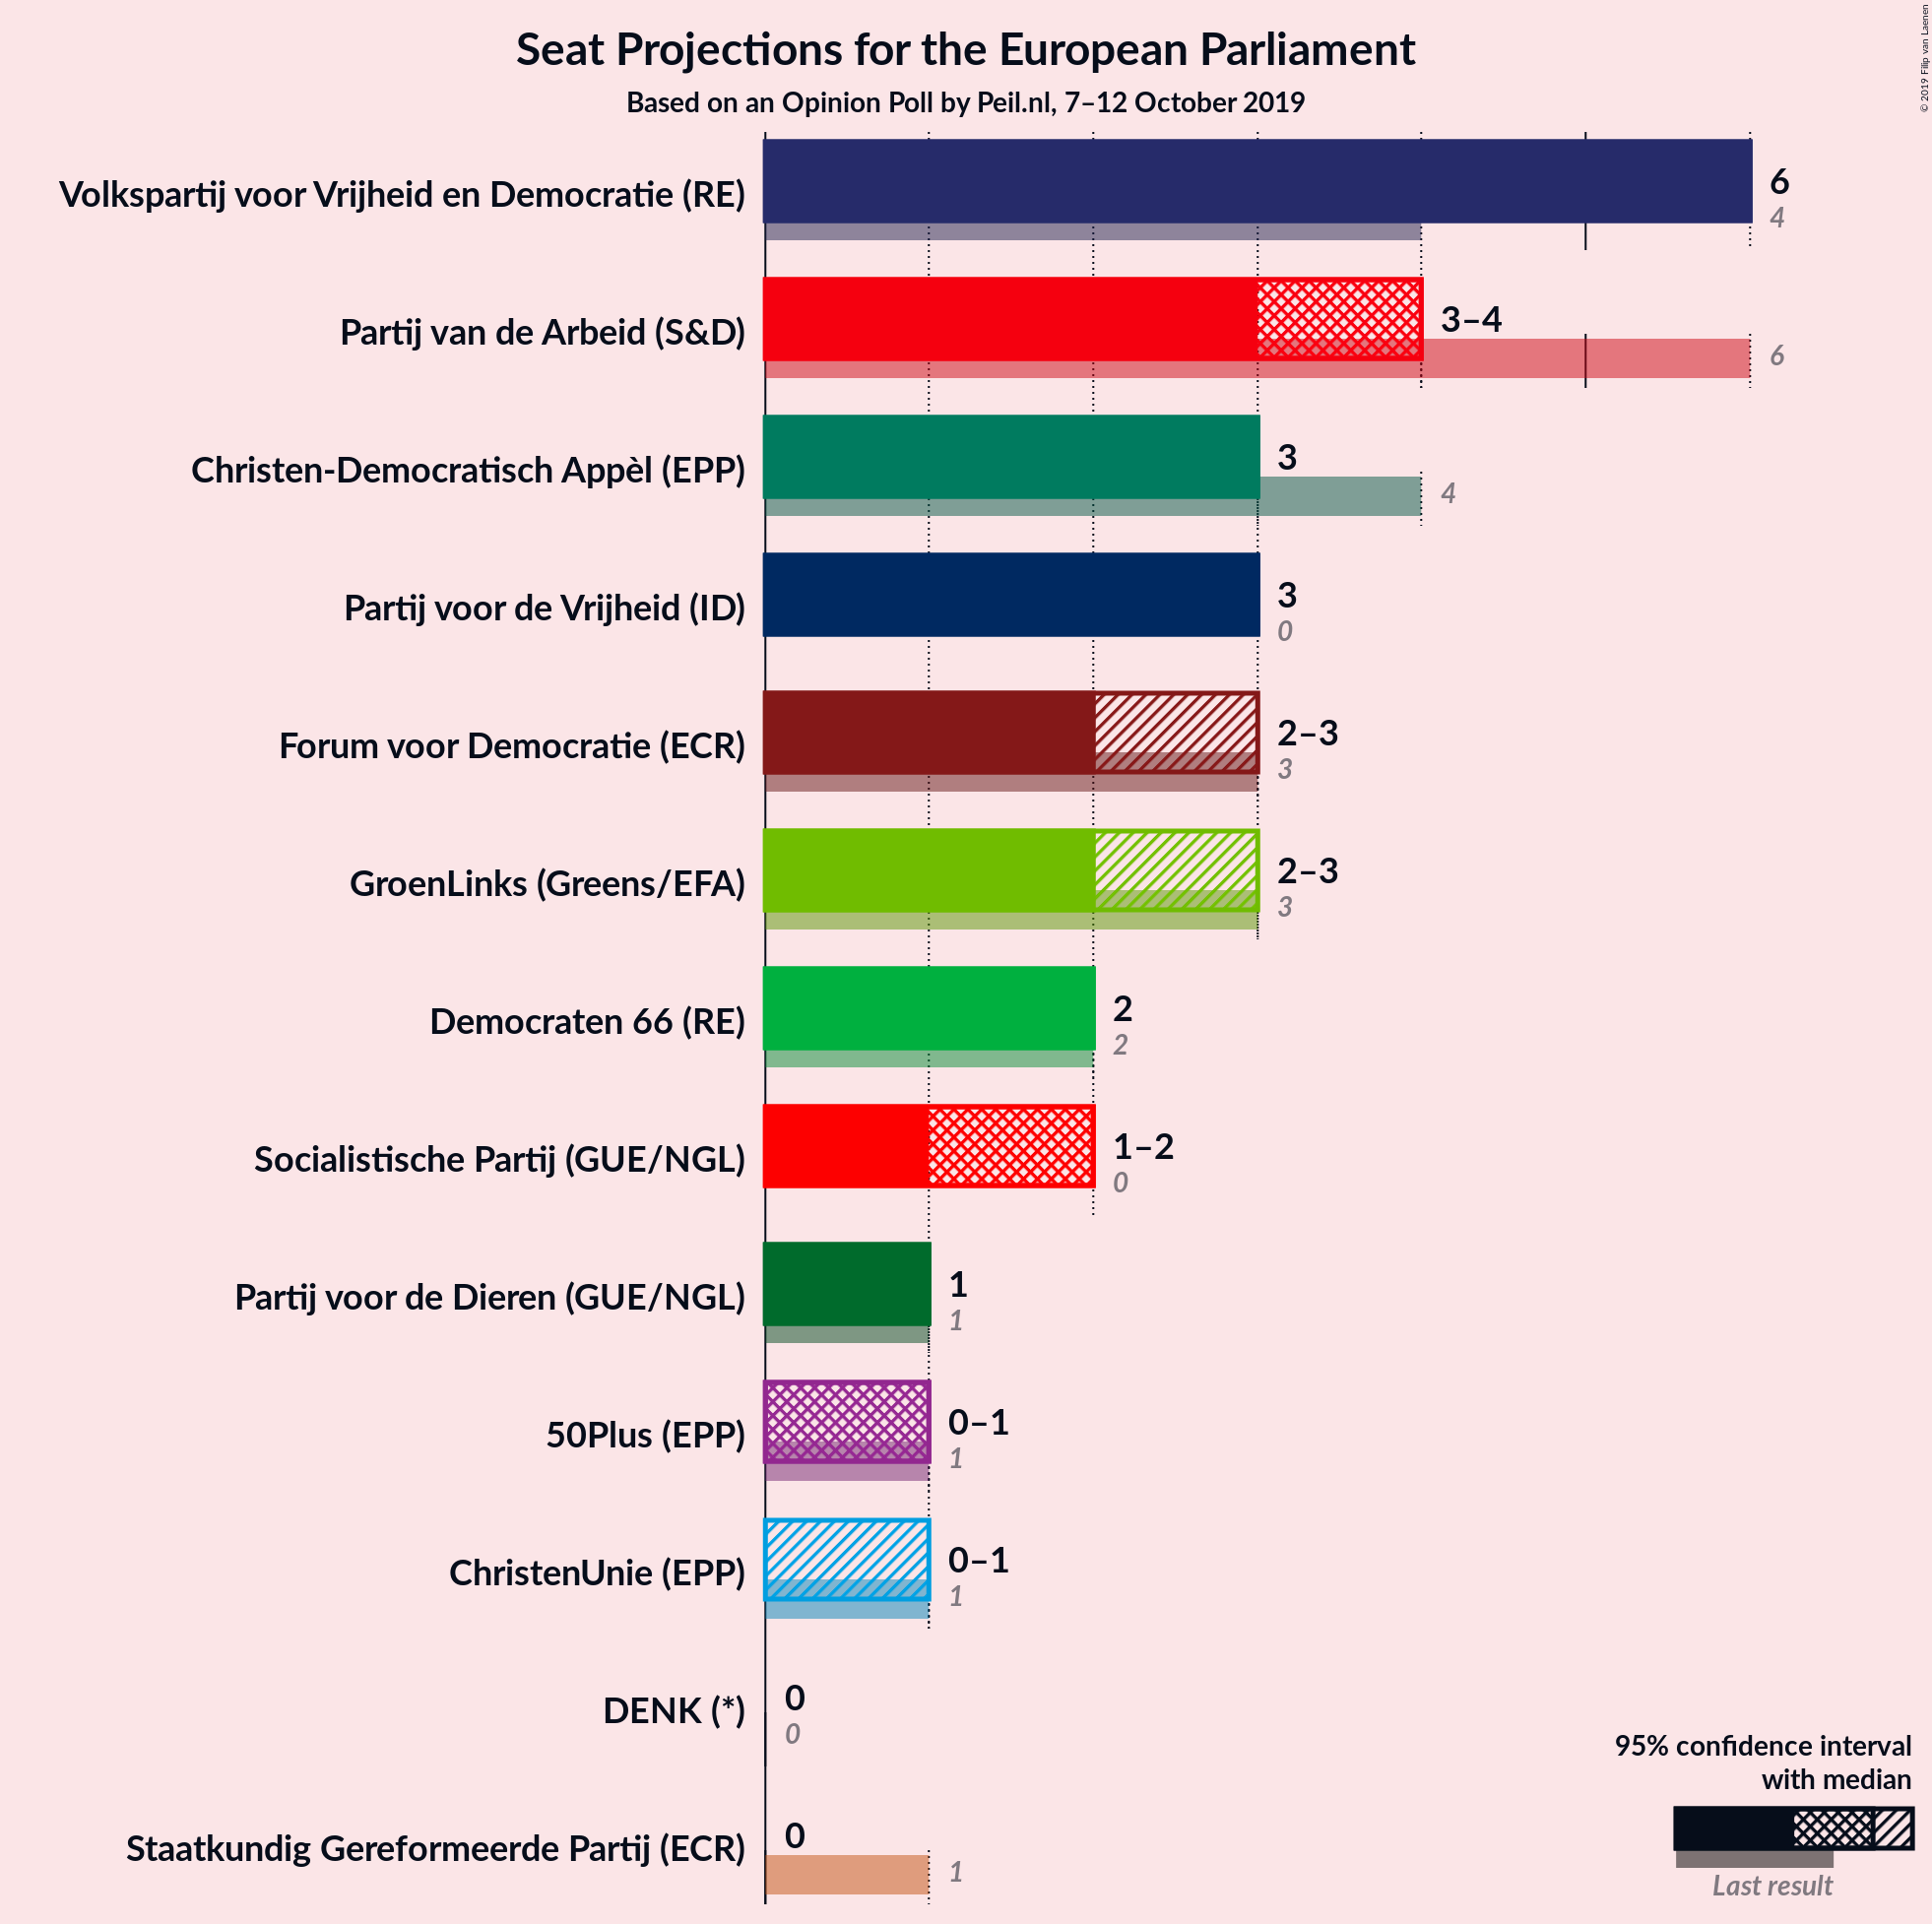 Seat Projections for the European Parliament
Based on an Opinion Poll by Peil.nl, 7–12 October 2019
© 2019 Filip van Laenen
Volkspartij voor Vrijheid en Democratie (RE)
6
4
Partij van de Arbeid (S&D)
3–4
6
Christen-Democratisch Appèl (EPP)
3
4
Partij voor de Vrijheid (ID)
3
0
Forum voor Democratie (ECR)
2–3
3
GroenLinks (Greens/EFA)
2–3
3
Democraten 66 (RE)
2
2
Socialistische Partij (GUE/NGL)
1–2
0
Partij voor de Dieren (GUE/NGL)
1
1
50Plus (EPP)
0–1
1
ChristenUnie (EPP)
0–1
1
DENK (*)
0
0
Staatkundig Gereformeerde Partij (ECR)
0
1
95% confidence interval
with median
Last result